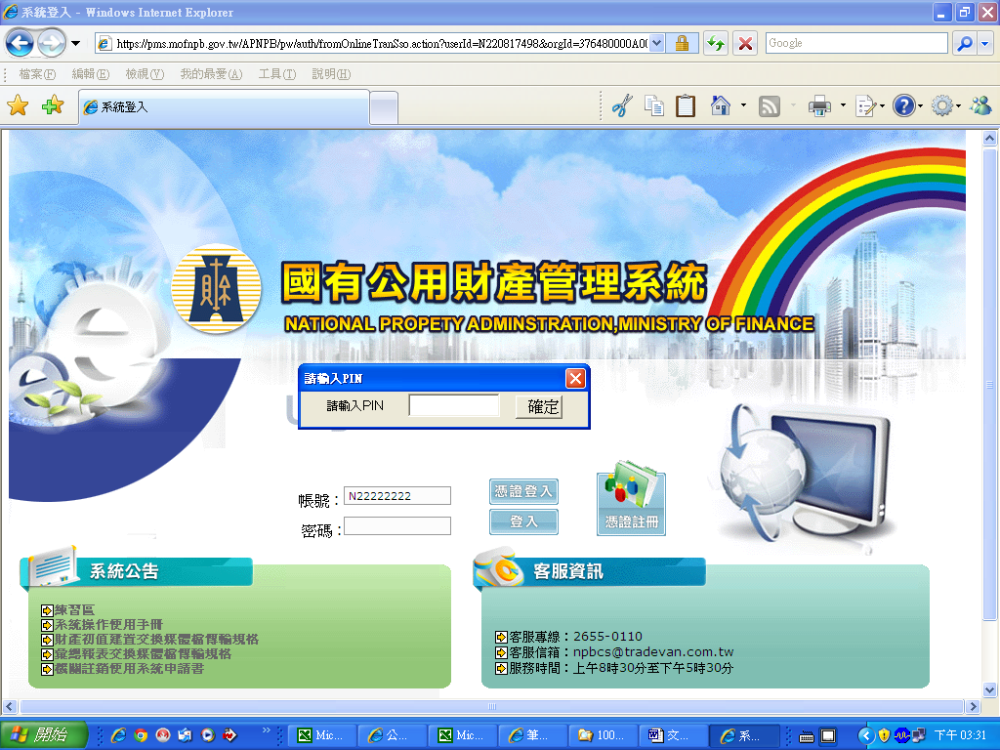 系統登入 - Windows Internet Explorer
https://pms.mofnpb.gov.tw/APNPB/pw/auth/fromOnlineTranSso.action?userId=N220817498&orgId=376480000A00
Google
檔案(F) 編輯(E) 檢視(V) 我的最愛(A) 工具(T) 說明(H)
系統登入
國有公用財產管理系統
NATIONAL PROPETY ADMINSTRATION,MINISTRY OF FINANCE
請輸入PIN
請輸入PIN 確定
帳號： N22222222 憑證登入
密碼： 登入 憑證註冊
系統公告
練習區
系統操作使用手冊
財產初值建置交換媒體檔傳輸規格
彙總報表交換媒體檔傳輸規格
機關註銷使用系統申請書
客服資訊
客服專線：2655-0110
客服信箱：npbcs@tradevan.com.tw
服務時間：上午8時30分至下午5時30分
開始 Mic... 公... Mic... 筆... 100... 文... 系... 下午 03:31